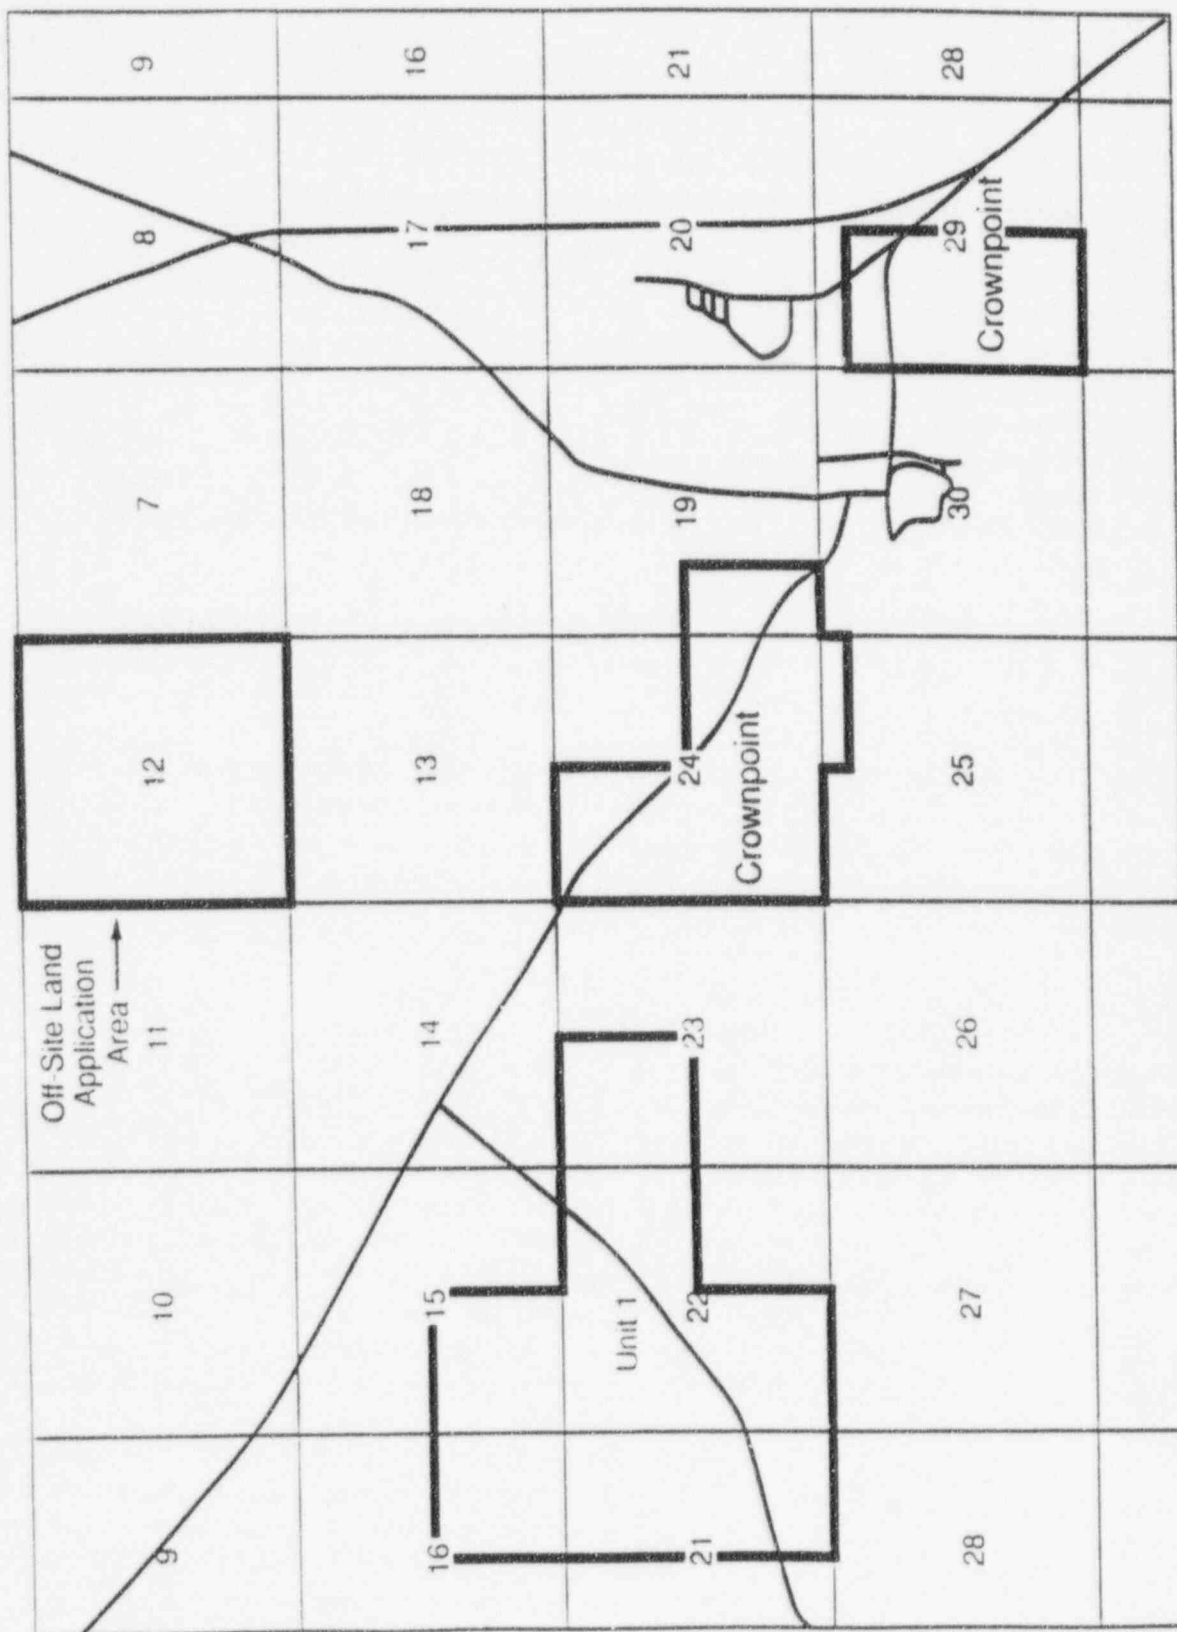 Off-Site Land
Application
Area
9 10 11 12 7 8 9
16 15 14 13 18 17 16
Unit 1
21 22 23 24 19 20 21
Crownpoint
28 27 26 25 30 29 28
Crownpoint